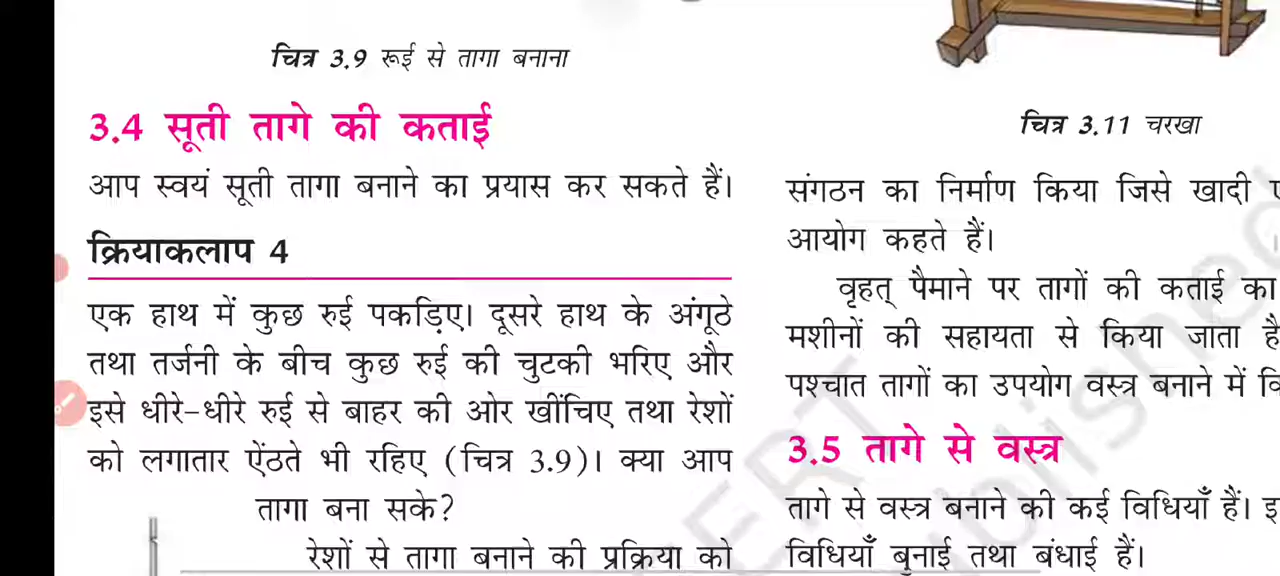 चित्र 3.9 रूई से तागा बनाना
3.4 सूती तागे की कताई
आप स्वयं सूती तागा बनाने का प्रयास कर सकते हैं।
क्रियाकलाप 4
एक हाथ में कुछ रुई पकड़िए। दूसरे हाथ के अंगूठे
तथा तर्जनी के बीच कुछ रुई की चुटकी भरिए और
इसे धीरे-धीरे रुई से बाहर की ओर खींचिए तथा रेशों
को लगातार ऐंठते भी रहिए (चित्र 3.9)। क्या आप
तागा बना सके?
रेशों से तागा बनाने की प्रक्रिया को
चित्र 3.11 चरखा
संगठन का निर्माण किया जिसे खादी
आयोग कहते हैं।
वृहत् पैमाने पर तागों की कताई का
मशीनों की सहायता से किया जाता
पश्चात तागों का उपयोग वस्त्र बनाने में
3.5 तागे से वस्त्र
तागे से वस्त्र बनाने की कई विधियाँ हैं।
विधियाँ बुनाई तथा बंधाई हैं।